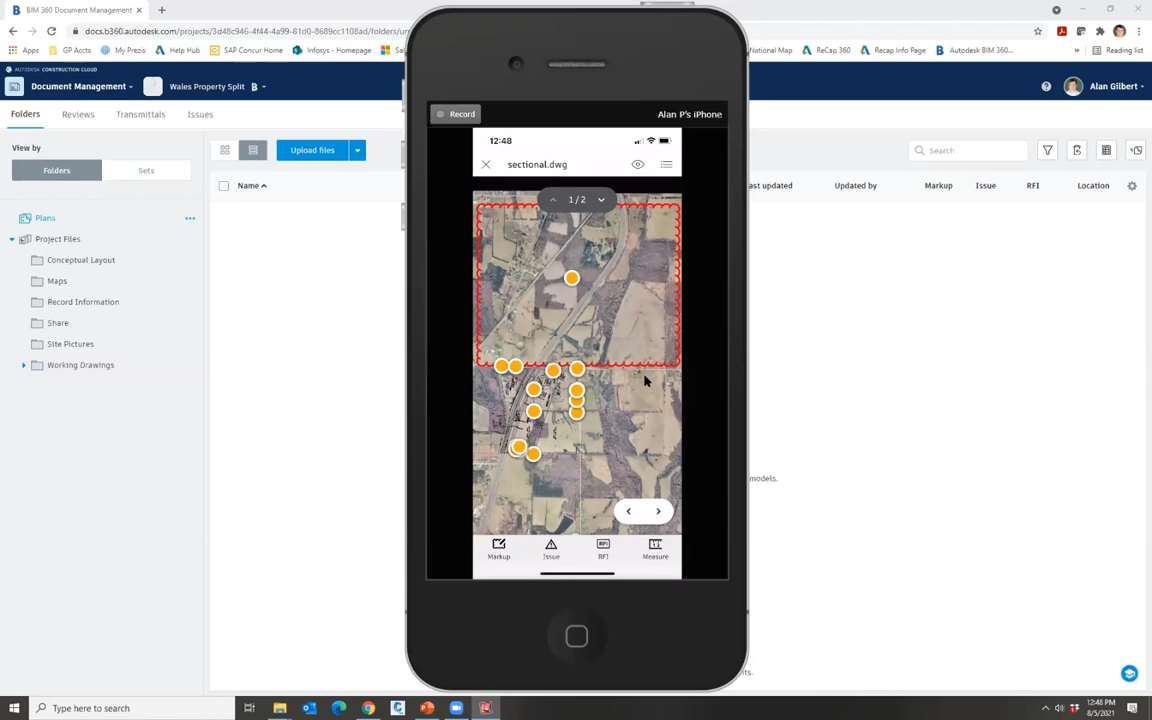 BIM 360 Document Management
docs.b360.autodesk.com/projects/3d48c946-4f44-4a99-81d0-8689cc1108ad/folders/ur
Apps
GP Accts
My Prezis
Help Hub
SAP Concur Home
Infosys - Homepage
National Map
ReCap 360
Recap Info Page
Autodesk BIM 360...
»
Reading list
AUTODESK CONSTRUCTION CLOUD
Document Management
Wales Property Split
Alan Gilbert
Folders
Reviews
Transmittals
Issues
View by
Folders
Sets
Upload files
Search
Name
ast updated
Updated by
Markup
Issue
RFI
Location
Plans
Project Files
Conceptual Layout
Maps
Record Information
Share
Site Pictures
Working Drawings
models.
ts.
Record
Alan P's iPhone
12:48
sectional.dwg
1/2
Markup
Issue
RFI
RFI
Measure
Type here to search
12:48 PM
8/5/2021